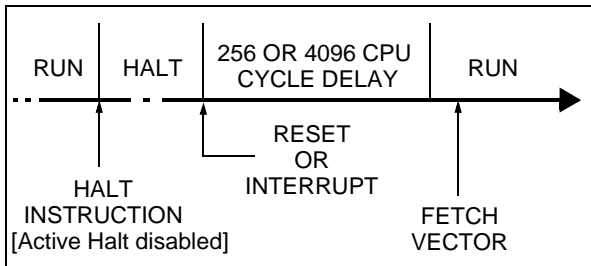 RUN
HALT
256 OR 4096 CPU
CYCLE DELAY
RUN
RESET
OR
INTERRUPT
HALT
INSTRUCTION
[Active Halt disabled]
FETCH
VECTOR